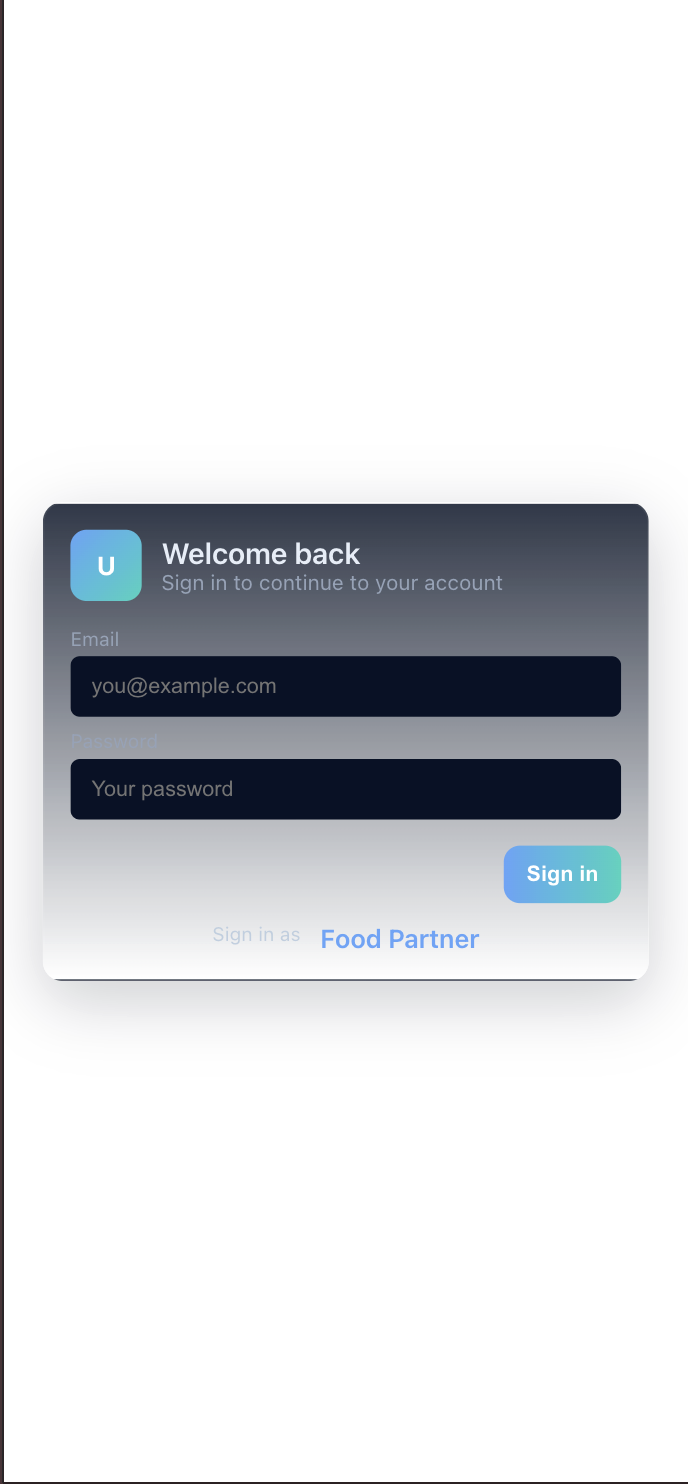 U
Welcome back
Sign in to continue to your account
Email
you@example.com
Password
Your password
Sign in
Sign in as Food Partner